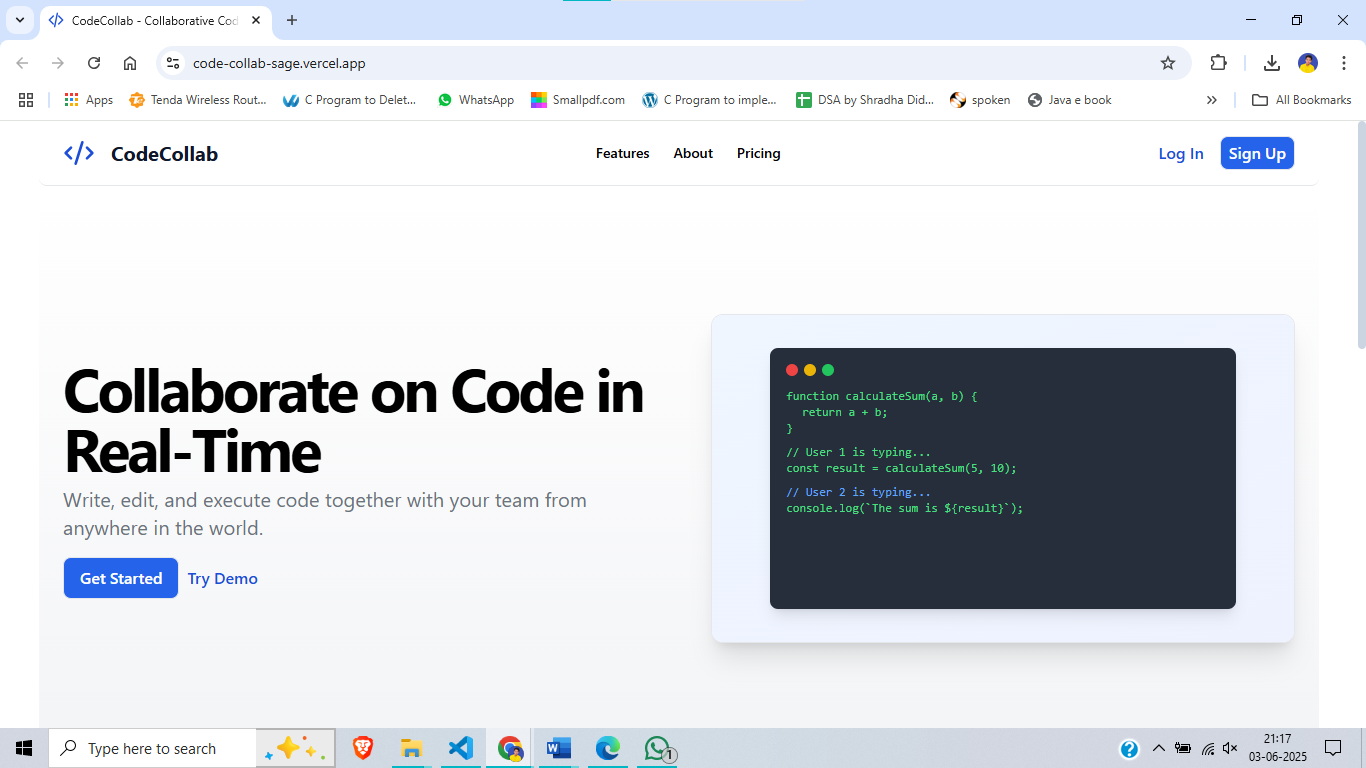 CodeCollab - Collaborative Cod
code-collab-sage.vercel.app
Apps
Tenda Wireless Rout...
C Program to Delet...
WhatsApp
Smallpdf.com
C Program to imple...
DSA by Shradha Did...
spoken
Java e book
All Bookmarks
CodeCollab
Features
About
Pricing
Log In
Sign Up
Collaborate on Code in
Real-Time
Write, edit, and execute code together with your team from
anywhere in the world.
Get Started
Try Demo
function calculateSum(a, b) {
return a + b;
}
// User 1 is typing...
const result = calculateSum(5, 10);
// User 2 is typing...
console.log(`The sum is ${result}`);
Type here to search
1
21:17
03-06-2025